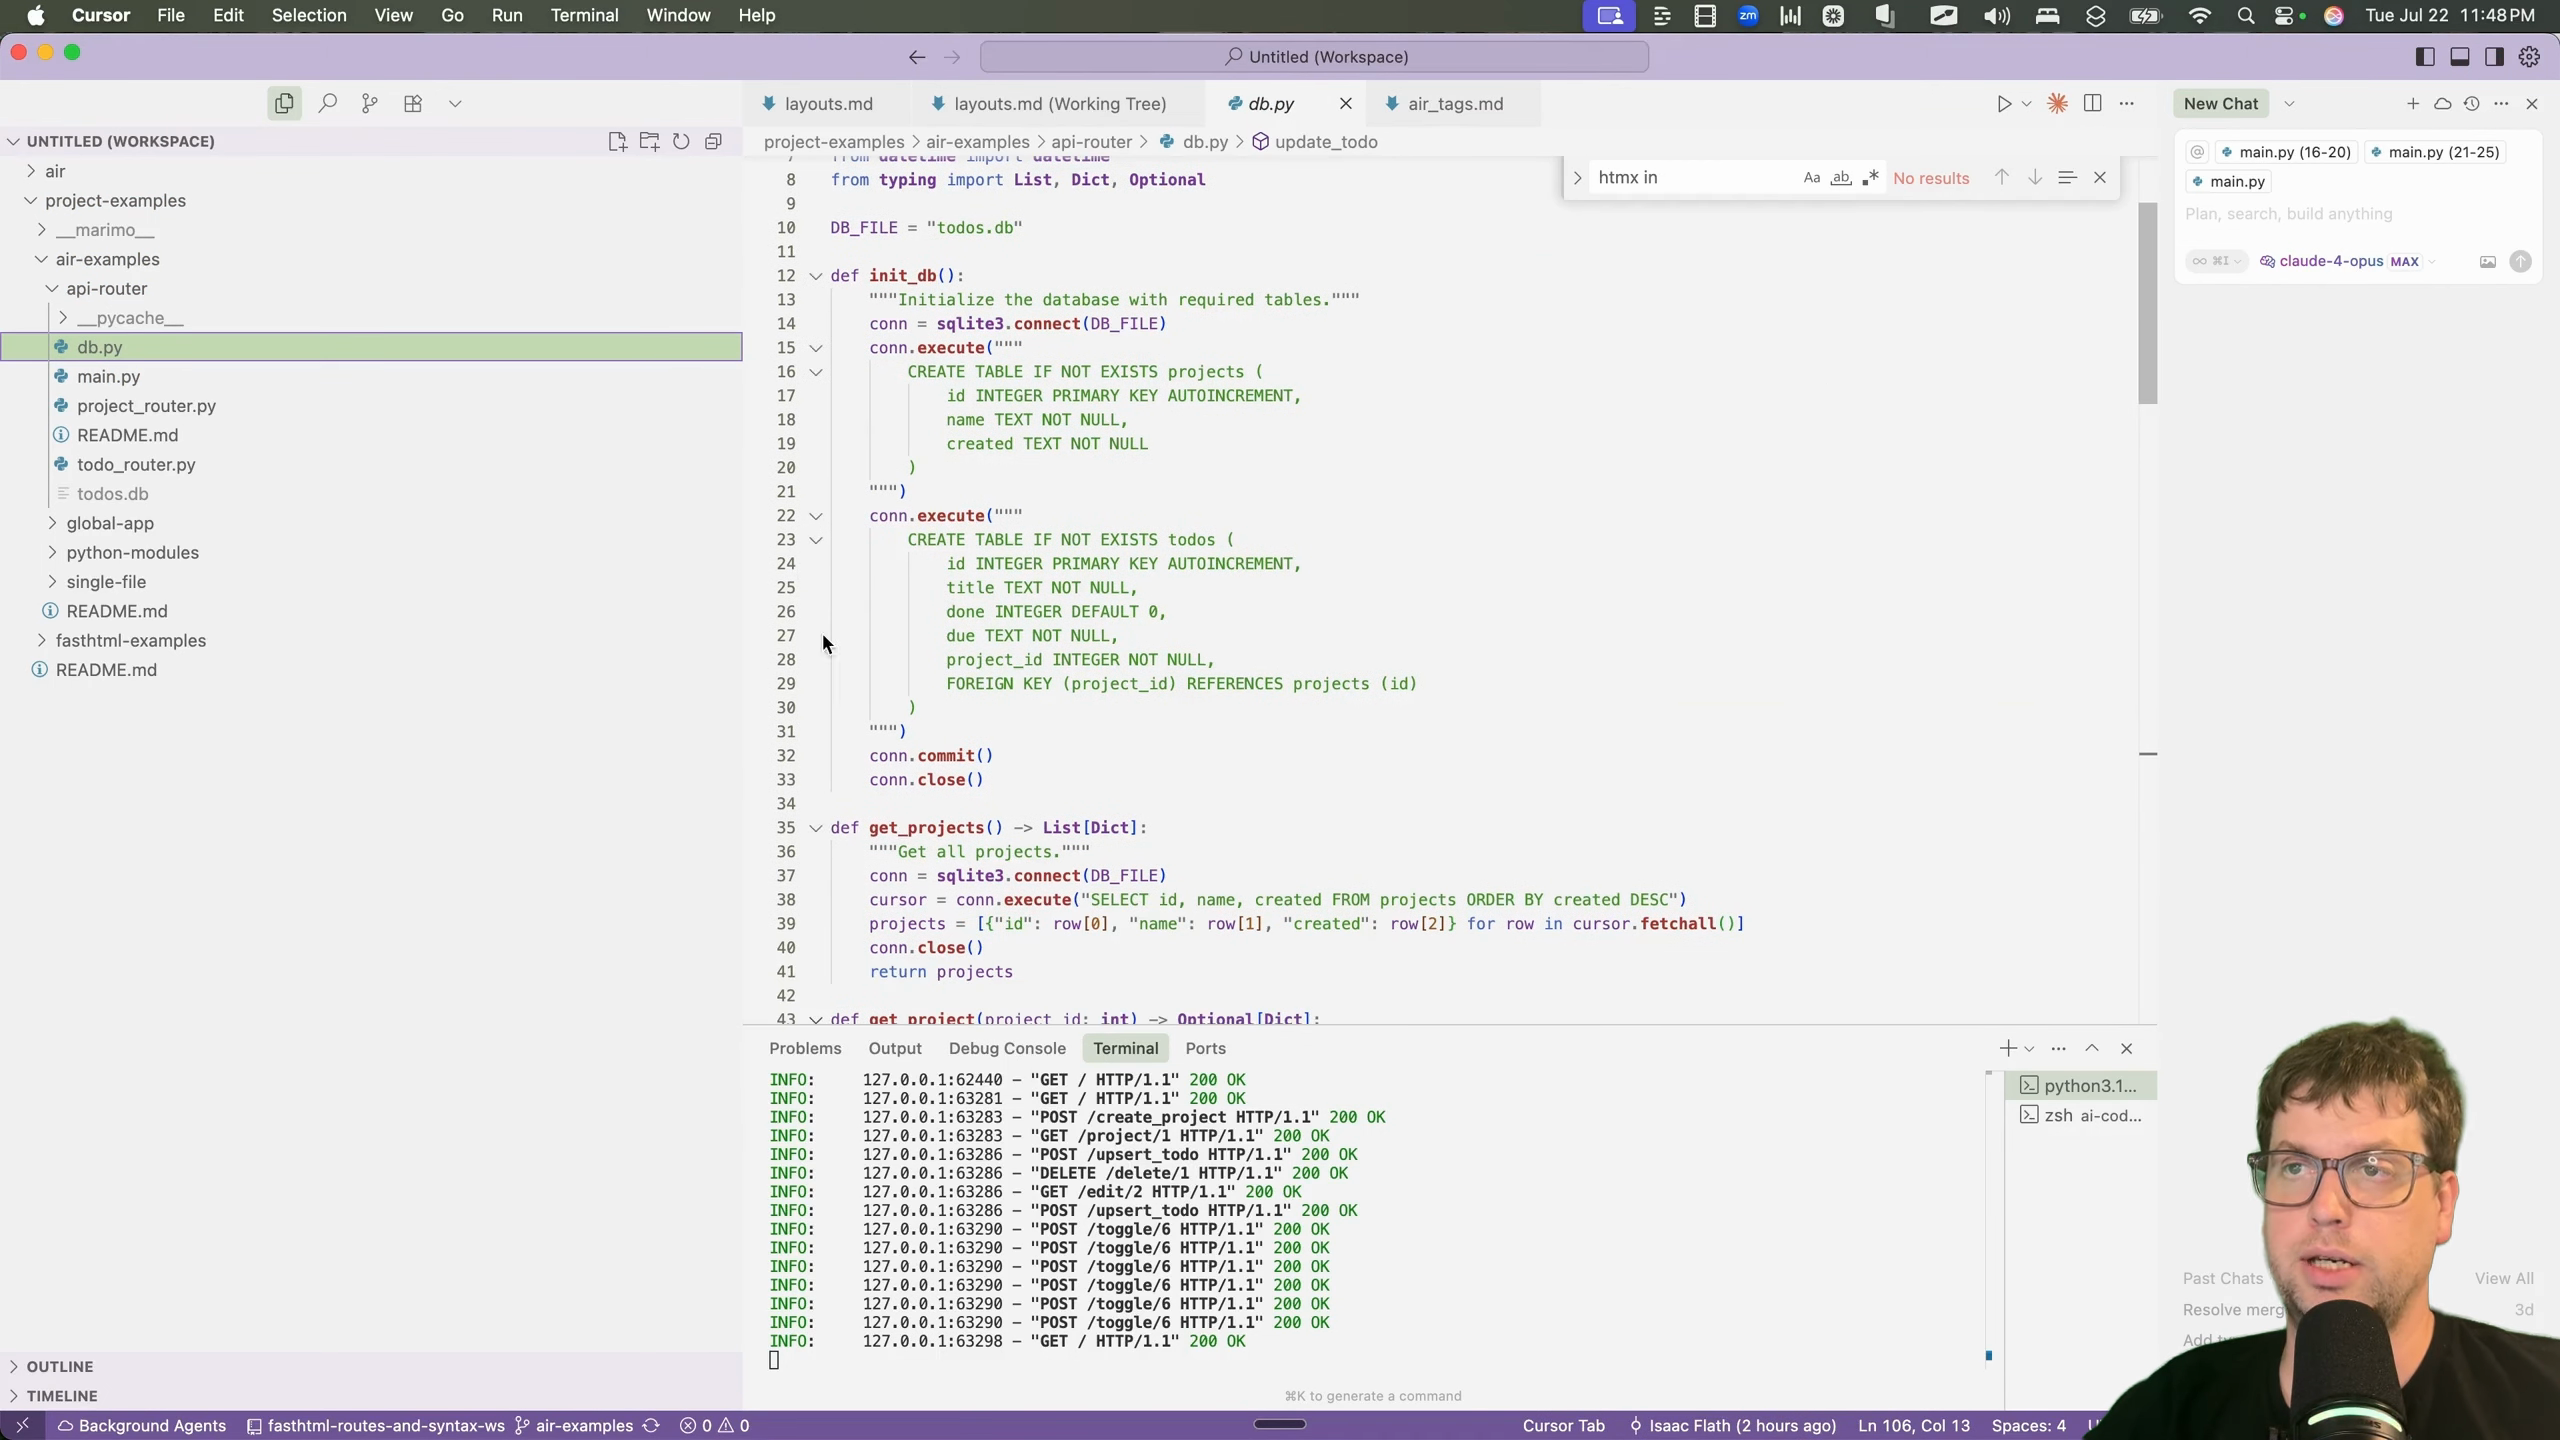 Cursor File Edit Selection View Go Run Terminal Window Help
zm
Tue Jul 22 11:48 PM
Untitled (Workspace)
layouts.md
layouts.md (Working Tree)
db.py
air_tags.md
New Chat
UNTITLED (WORKSPACE)
project-examples > air-examples > api-router > db.py > update_todo
@ main.py (16-20) main.py (21-25)
main.py
Plan, search, build anything
∞ ⌘I claude-4-opus MAX
htmx in
Aa ab .* No results
air
project-examples
__marimo__
air-examples
api-router
__pycache__
db.py
main.py
project_router.py
README.md
todo_router.py
todos.db
global-app
python-modules
single-file
README.md
fasthtml-examples
README.md
OUTLINE
TIMELINE
7 from datetime import datetime
8 from typing import List, Dict, Optional
9
10 DB_FILE = "todos.db"
11
12 def init_db():
13 """Initialize the database with required tables."""
14 conn = sqlite3.connect(DB_FILE)
15 conn.execute("""
16 CREATE TABLE IF NOT EXISTS projects (
17 id INTEGER PRIMARY KEY AUTOINCREMENT,
18 name TEXT NOT NULL,
19 created TEXT NOT NULL
20 )
21 """)
22 conn.execute("""
23 CREATE TABLE IF NOT EXISTS todos (
24 id INTEGER PRIMARY KEY AUTOINCREMENT,
25 title TEXT NOT NULL,
26 done INTEGER DEFAULT 0,
27 due TEXT NOT NULL,
28 project_id INTEGER NOT NULL,
29 FOREIGN KEY (project_id) REFERENCES projects (id)
30 )
31 """)
32 conn.commit()
33 conn.close()
34
35 def get_projects() -> List[Dict]:
36 """Get all projects."""
37 conn = sqlite3.connect(DB_FILE)
38 cursor = conn.execute("SELECT id, name, created FROM projects ORDER BY created DESC")
39 projects = [{"id": row[0], "name": row[1], "created": row[2]} for row in cursor.fetchall()]
40 conn.close()
41 return projects
42
43 def get_project(project_id: int) -> Optional[Dict]:
Problems Output Debug Console Terminal Ports
INFO: 127.0.0.1:62440 - "GET / HTTP/1.1" 200 OK
INFO: 127.0.0.1:63281 - "GET / HTTP/1.1" 200 OK
INFO: 127.0.0.1:63283 - "POST /create_project HTTP/1.1" 200 OK
INFO: 127.0.0.1:63283 - "GET /project/1 HTTP/1.1" 200 OK
INFO: 127.0.0.1:63286 - "POST /upsert_todo HTTP/1.1" 200 OK
INFO: 127.0.0.1:63286 - "DELETE /delete/1 HTTP/1.1" 200 OK
INFO: 127.0.0.1:63286 - "GET /edit/2 HTTP/1.1" 200 OK
INFO: 127.0.0.1:63286 - "POST /upsert_todo HTTP/1.1" 200 OK
INFO: 127.0.0.1:63290 - "POST /toggle/6 HTTP/1.1" 200 OK
INFO: 127.0.0.1:63290 - "POST /toggle/6 HTTP/1.1" 200 OK
INFO: 127.0.0.1:63290 - "POST /toggle/6 HTTP/1.1" 200 OK
INFO: 127.0.0.1:63290 - "POST /toggle/6 HTTP/1.1" 200 OK
INFO: 127.0.0.1:63290 - "POST /toggle/6 HTTP/1.1" 200 OK
INFO: 127.0.0.1:63290 - "POST /toggle/6 HTTP/1.1" 200 OK
INFO: 127.0.0.1:63298 - "GET / HTTP/1.1" 200 OK
⌘K to generate a command
python3.1...
zsh ai-cod...
Past Chats View All
Resolve merg 3d
Background Agents fasthtml-routes-and-syntax-ws air-examples 0 0
Cursor Tab Isaac Flath (2 hours ago) Ln 106, Col 13 Spaces: 4